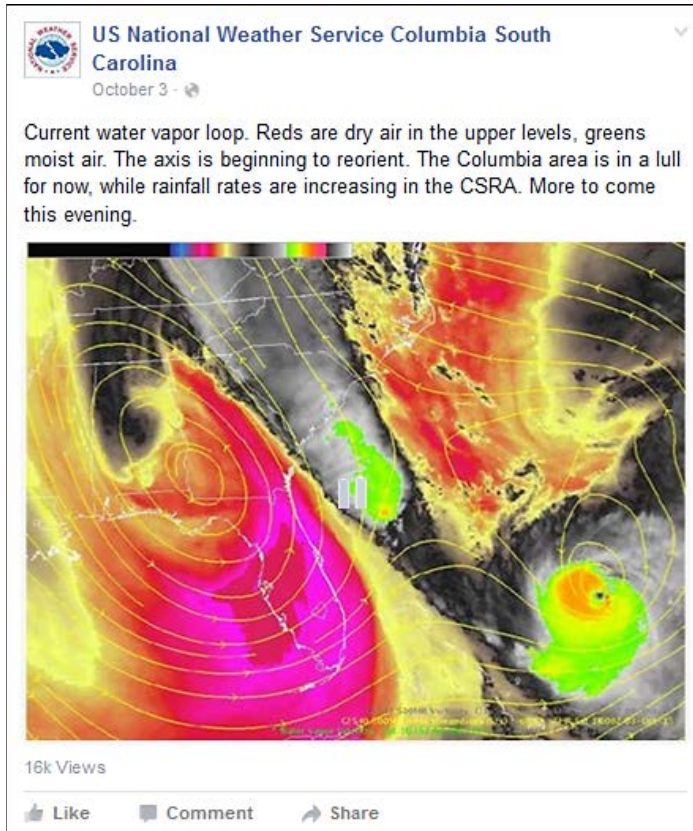 US National Weather Service Columbia South
Carolina
October 3
Current water vapor loop. Reds are dry air in the upper levels, greens
moist air. The axis is beginning to reorient. The Columbia area is in a lull
for now, while rainfall rates are increasing in the CSRA. More to come
this evening.
16k Views
Like Comment Share